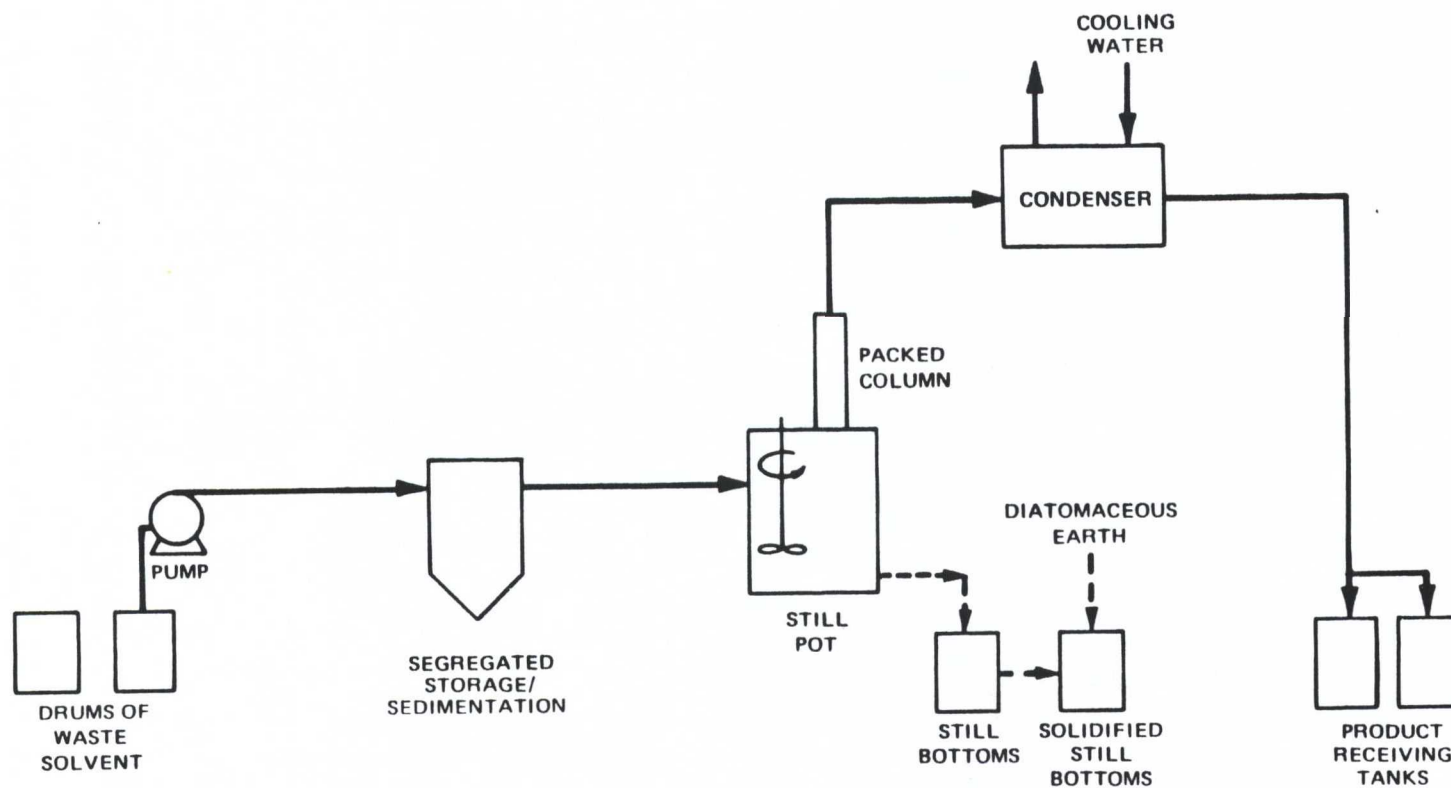 COOLING
WATER
CONDENSER
PACKED
COLUMN
PUMP
DIATOMACEOUS
EARTH
STILL
POT
SEGREGATED
STORAGE/
SEDIMENTATION
DRUMS OF
WASTE
SOLVENT
STILL
BOTTOMS
SOLIDIFIED
STILL
BOTTOMS
PRODUCT
RECEIVING
TANKS